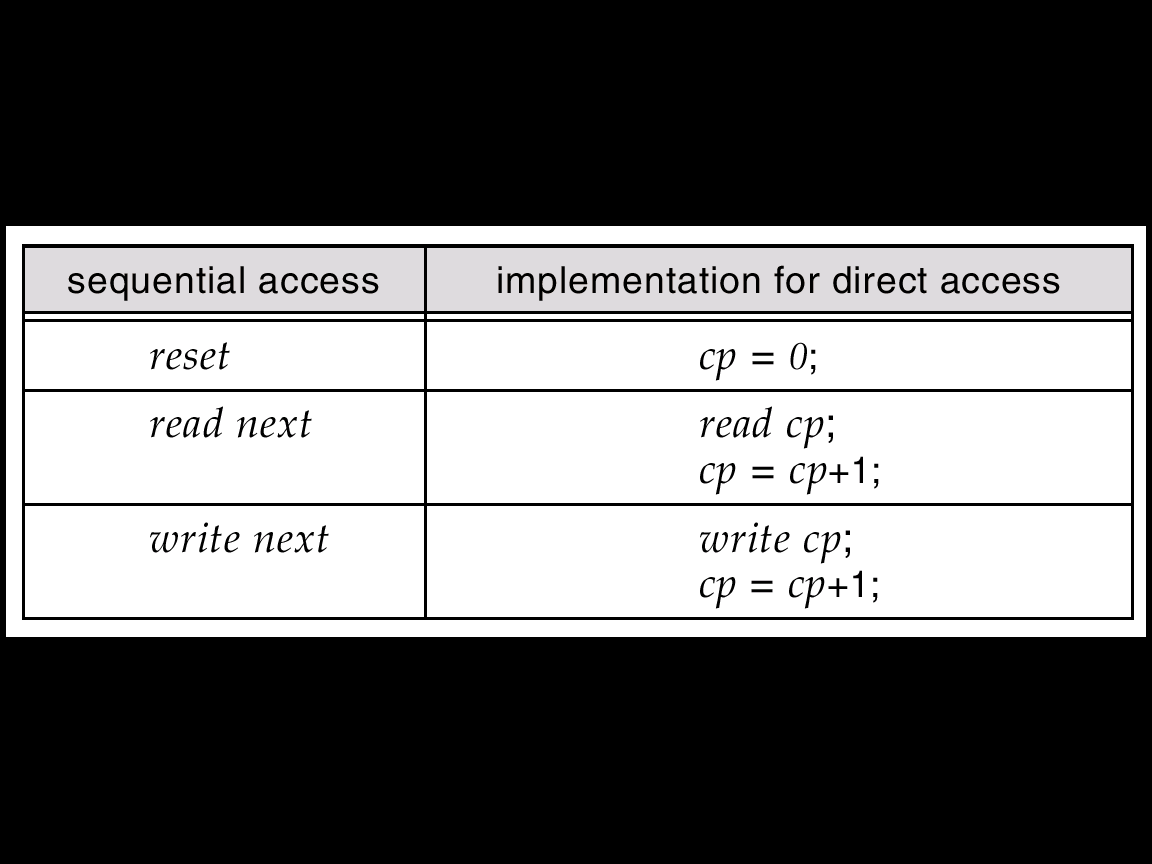 sequential access implementation for direct access
reset cp = 0;
read next read cp;
cp = cp+1;
write next write cp;
cp = cp+1;